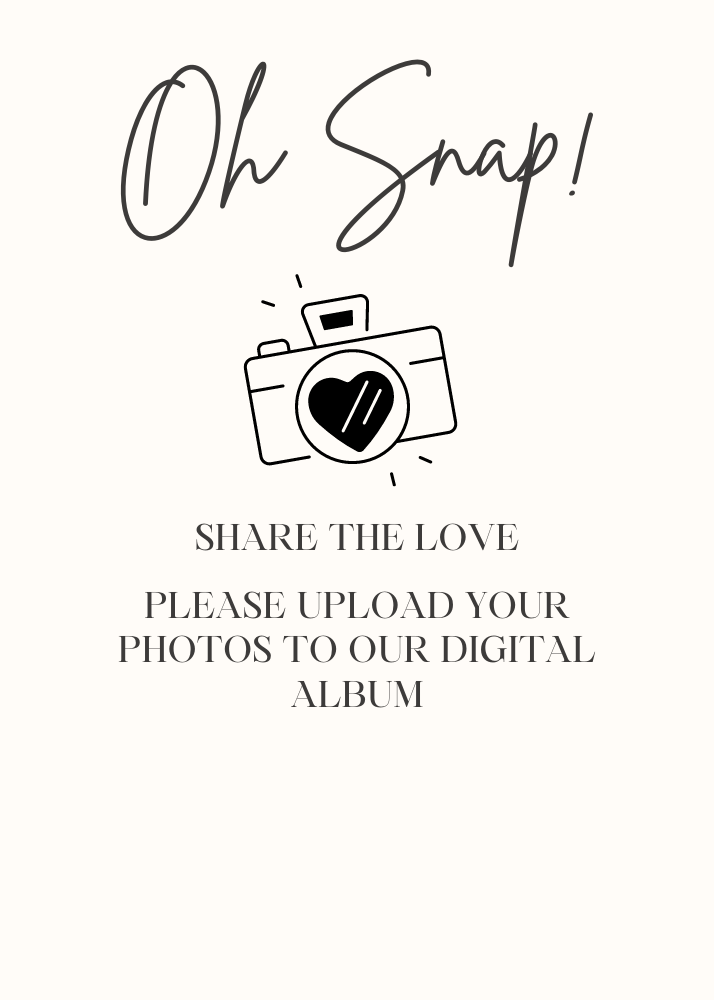 Oh Snap!
SHARE THE LOVE
PLEASE UPLOAD YOUR
PHOTOS TO OUR DIGITAL
ALBUM